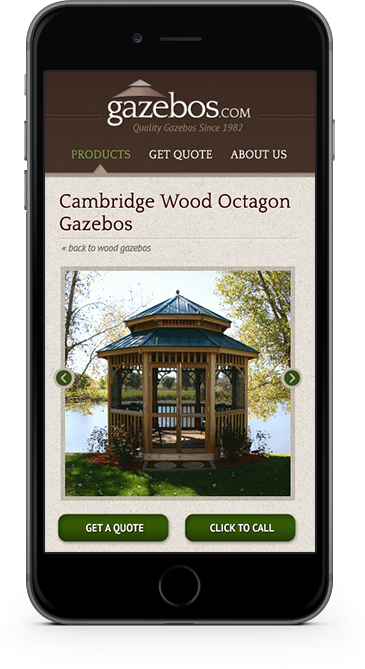 gazebos.COM
Quality Gazebos Since 1982
PRODUCTS GET QUOTE ABOUT US
Cambridge Wood Octagon
Gazebos
« back to wood gazebos
GET A QUOTE CLICK TO CALL